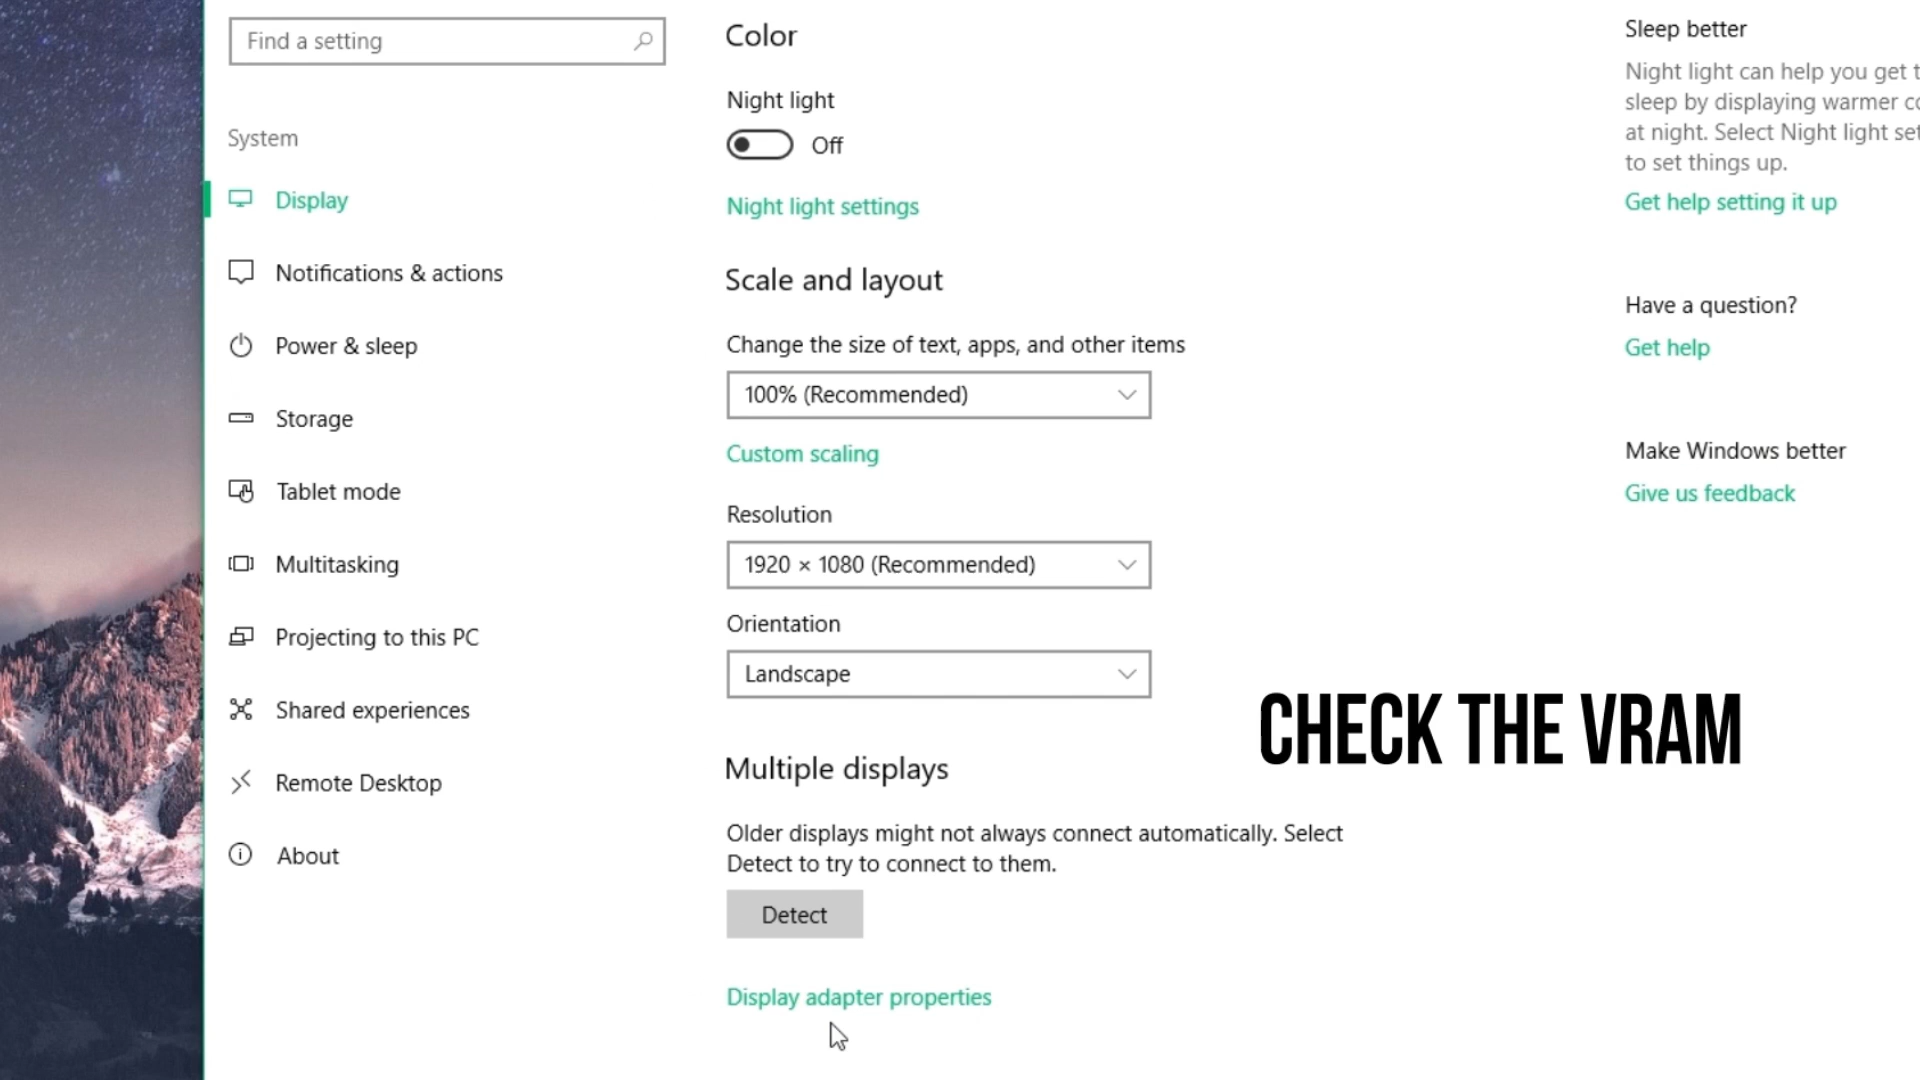 Find a setting
System
Display
Notifications & actions
Power & sleep
Storage
Tablet mode
Multitasking
Projecting to this PC
Shared experiences
Remote Desktop
About
Color
Night light
Off
Night light settings
Scale and layout
Change the size of text, apps, and other items
100% (Recommended)
Custom scaling
Resolution
1920 × 1080 (Recommended)
Orientation
Landscape
Multiple displays
Older displays might not always connect automatically. Select
Detect to try to connect to them.
Detect
Display adapter properties
CHECK THE VRAM
Sleep better
Night light can help you get
sleep by displaying warmer
at night. Select Night light
to set things up.
Get help setting it up
Have a question?
Get help
Make Windows better
Give us feedback